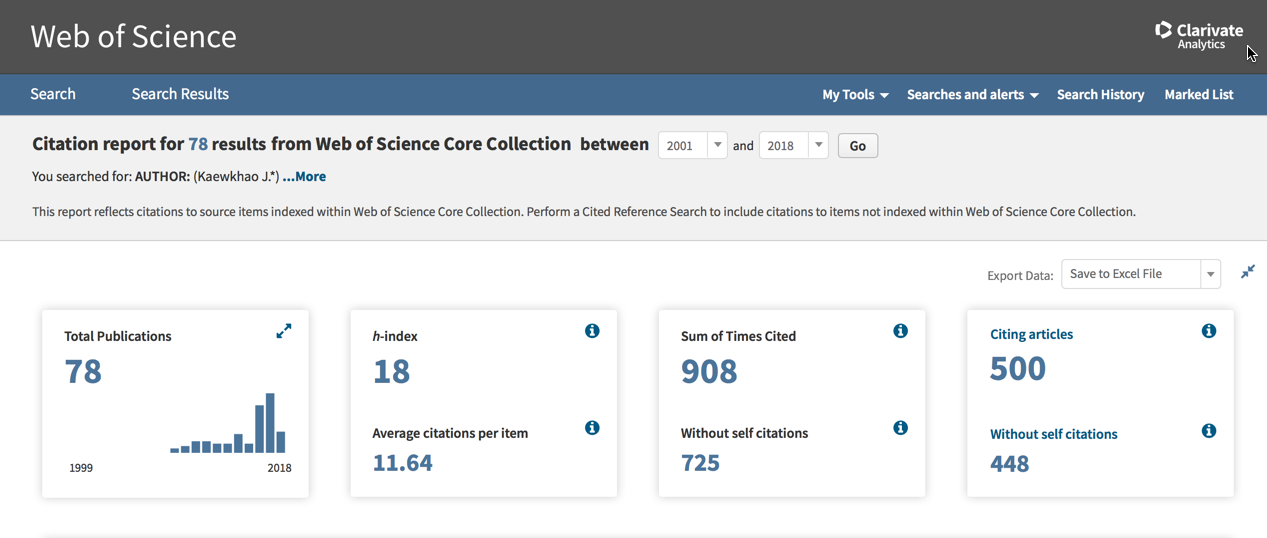 Web of Science
Clarivate
Analytics
Search Search Results My Tools Searches and alerts Search History Marked List
Citation report for 78 results from Web of Science Core Collection between 2001 and 2018 Go
You searched for: AUTHOR: (Kaewkhao J.*) ...More
This report reflects citations to source items indexed within Web of Science Core Collection. Perform a Cited Reference Search to include citations to items not indexed within Web of Science Core Collection.
Export Data: Save to Excel File
Total Publications
78
1999 2018
h-index
18
Average citations per item
11.64
Sum of Times Cited
908
Without self citations
725
Citing articles
500
Without self citations
448